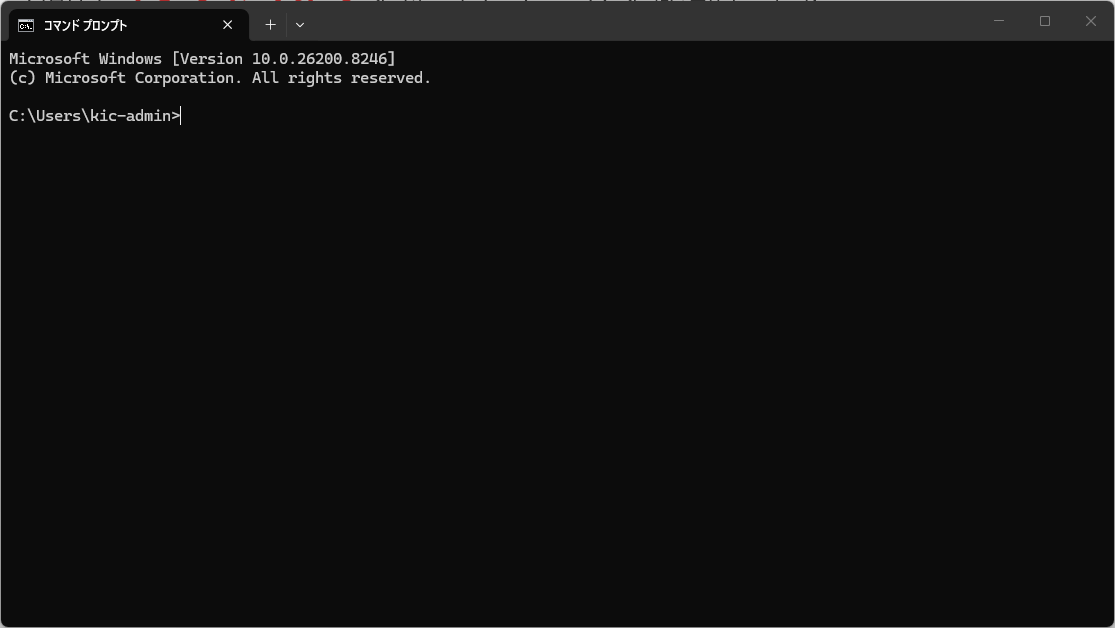 コマンド プロンプト
Microsoft Windows [Version 10.0.26200.8246]
(c) Microsoft Corporation. All rights reserved.
C:\Users\kic-admin>